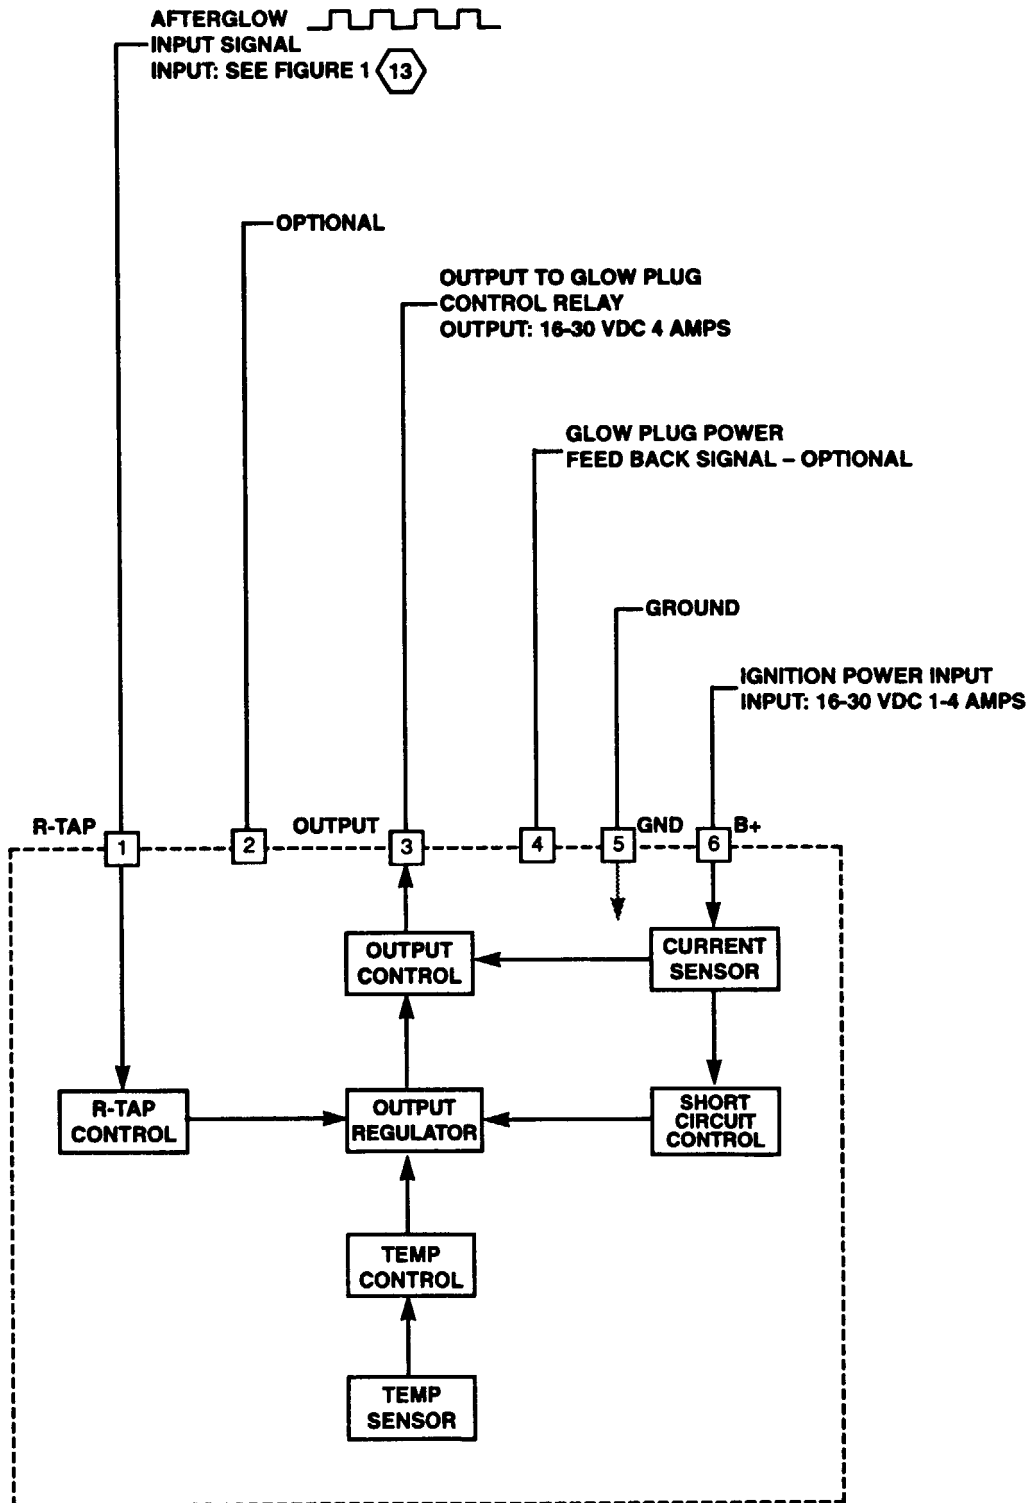 AFTERGLOW
INPUT SIGNAL
INPUT: SEE FIGURE 1 13
OPTIONAL
OUTPUT TO GLOW PLUG
CONTROL RELAY
OUTPUT: 16-30 VDC 4 AMPS
GLOW PLUG POWER
FEED BACK SIGNAL – OPTIONAL
GROUND
IGNITION POWER INPUT
INPUT: 16-30 VDC 1-4 AMPS
R-TAP
OUTPUT
GND
B+
1
2
3
4
5
6
OUTPUT
CONTROL
CURRENT
SENSOR
R-TAP
CONTROL
OUTPUT
REGULATOR
SHORT
CIRCUIT
CONTROL
TEMP
CONTROL
TEMP
SENSOR